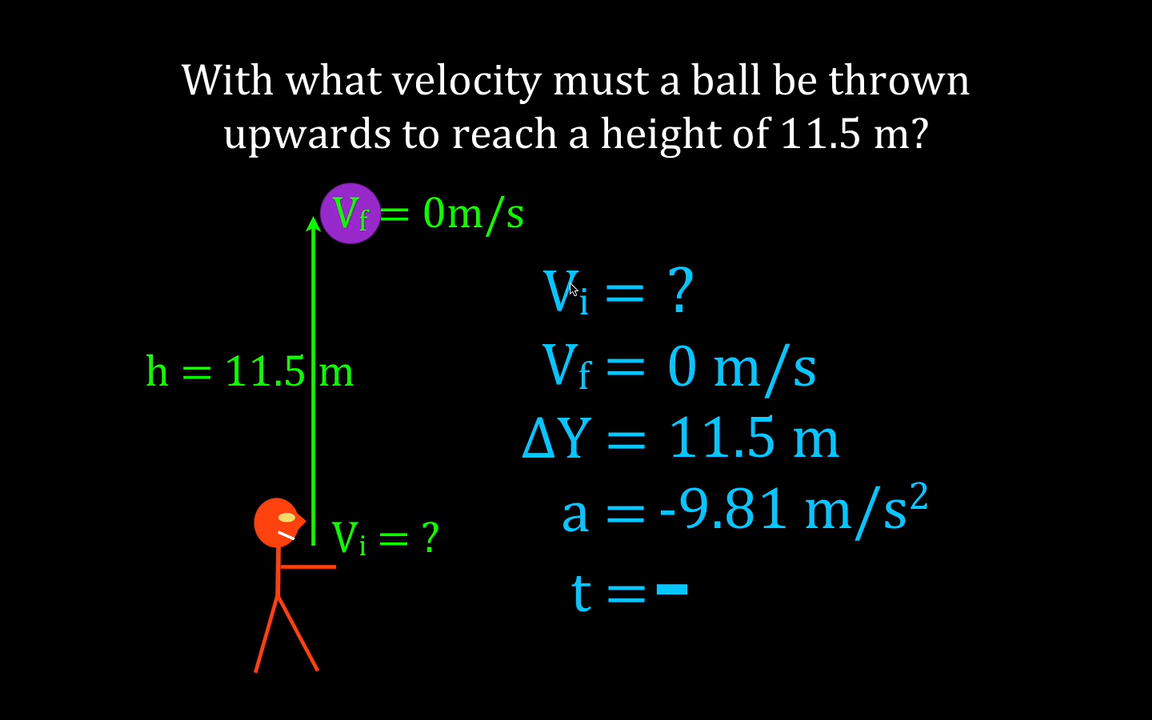 With what velocity must a ball be thrown
upwards to reach a height of 11.5 m?
Vf = 0m/s
h = 11.5 m
Vi = ?
Vi = ?
Vf = 0 m/s
ΔY = 11.5 m
a = -9.81 m/s²
t = -